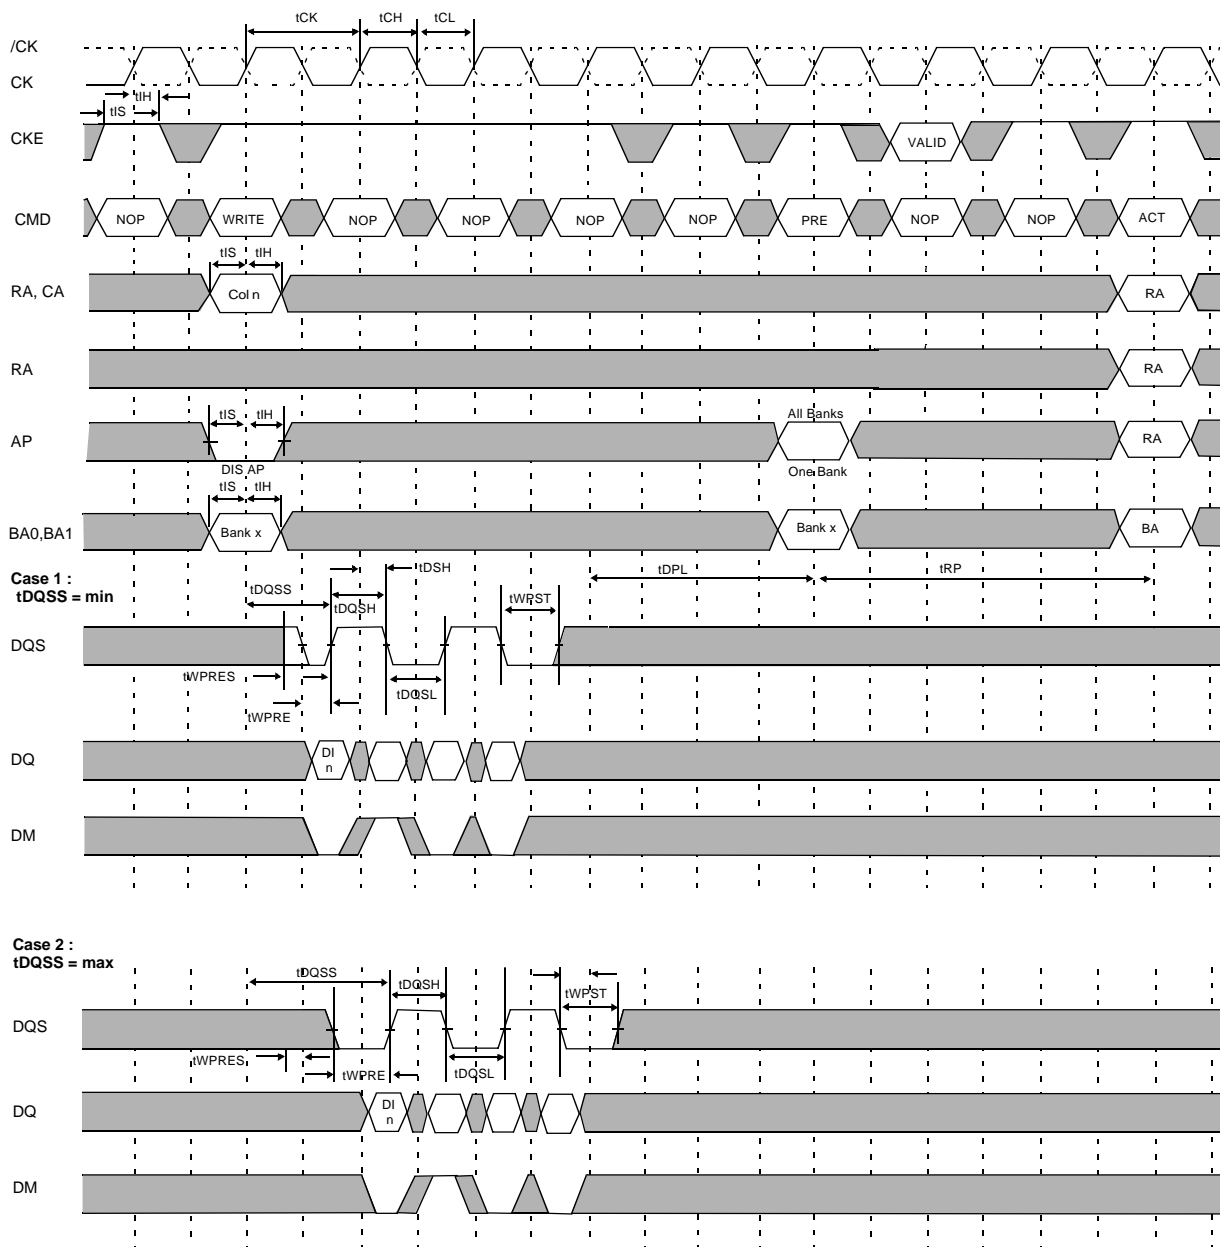 tCK tCH tCL
/CK
CK
tIH
tIS
CKE VALID
CMD NOP WRITE NOP NOP NOP NOP PRE NOP NOP ACT
tIS tIH
RA, CA Col n RA
RA RA
tIS tIH All Banks
AP RA
DIS AP One Bank
tIS tIH
BA0,BA1 Bank x Bank x BA
Case 1 :
tDQSS = min
tDQSS tDSH tDPL tRP
tDQSH tWPST
DQS
tWPRES tDQSL
tWPRE
DQ DI
n
DM
Case 2 :
tDQSS = max
tDQSS tDQSH
tWPST
DQS
tWPRES tWPRE tDQSL
DQ DI
n
DM